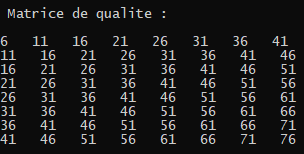 Matrice de qualite :
6 11 16 21 26 31 36 41
11 16 21 26 31 36 41 46
16 21 26 31 36 41 46 51
21 26 31 36 41 46 51 56
26 31 36 41 46 51 56 61
31 36 41 46 51 56 61 66
36 41 46 51 56 61 66 71
41 46 51 56 61 66 71 76